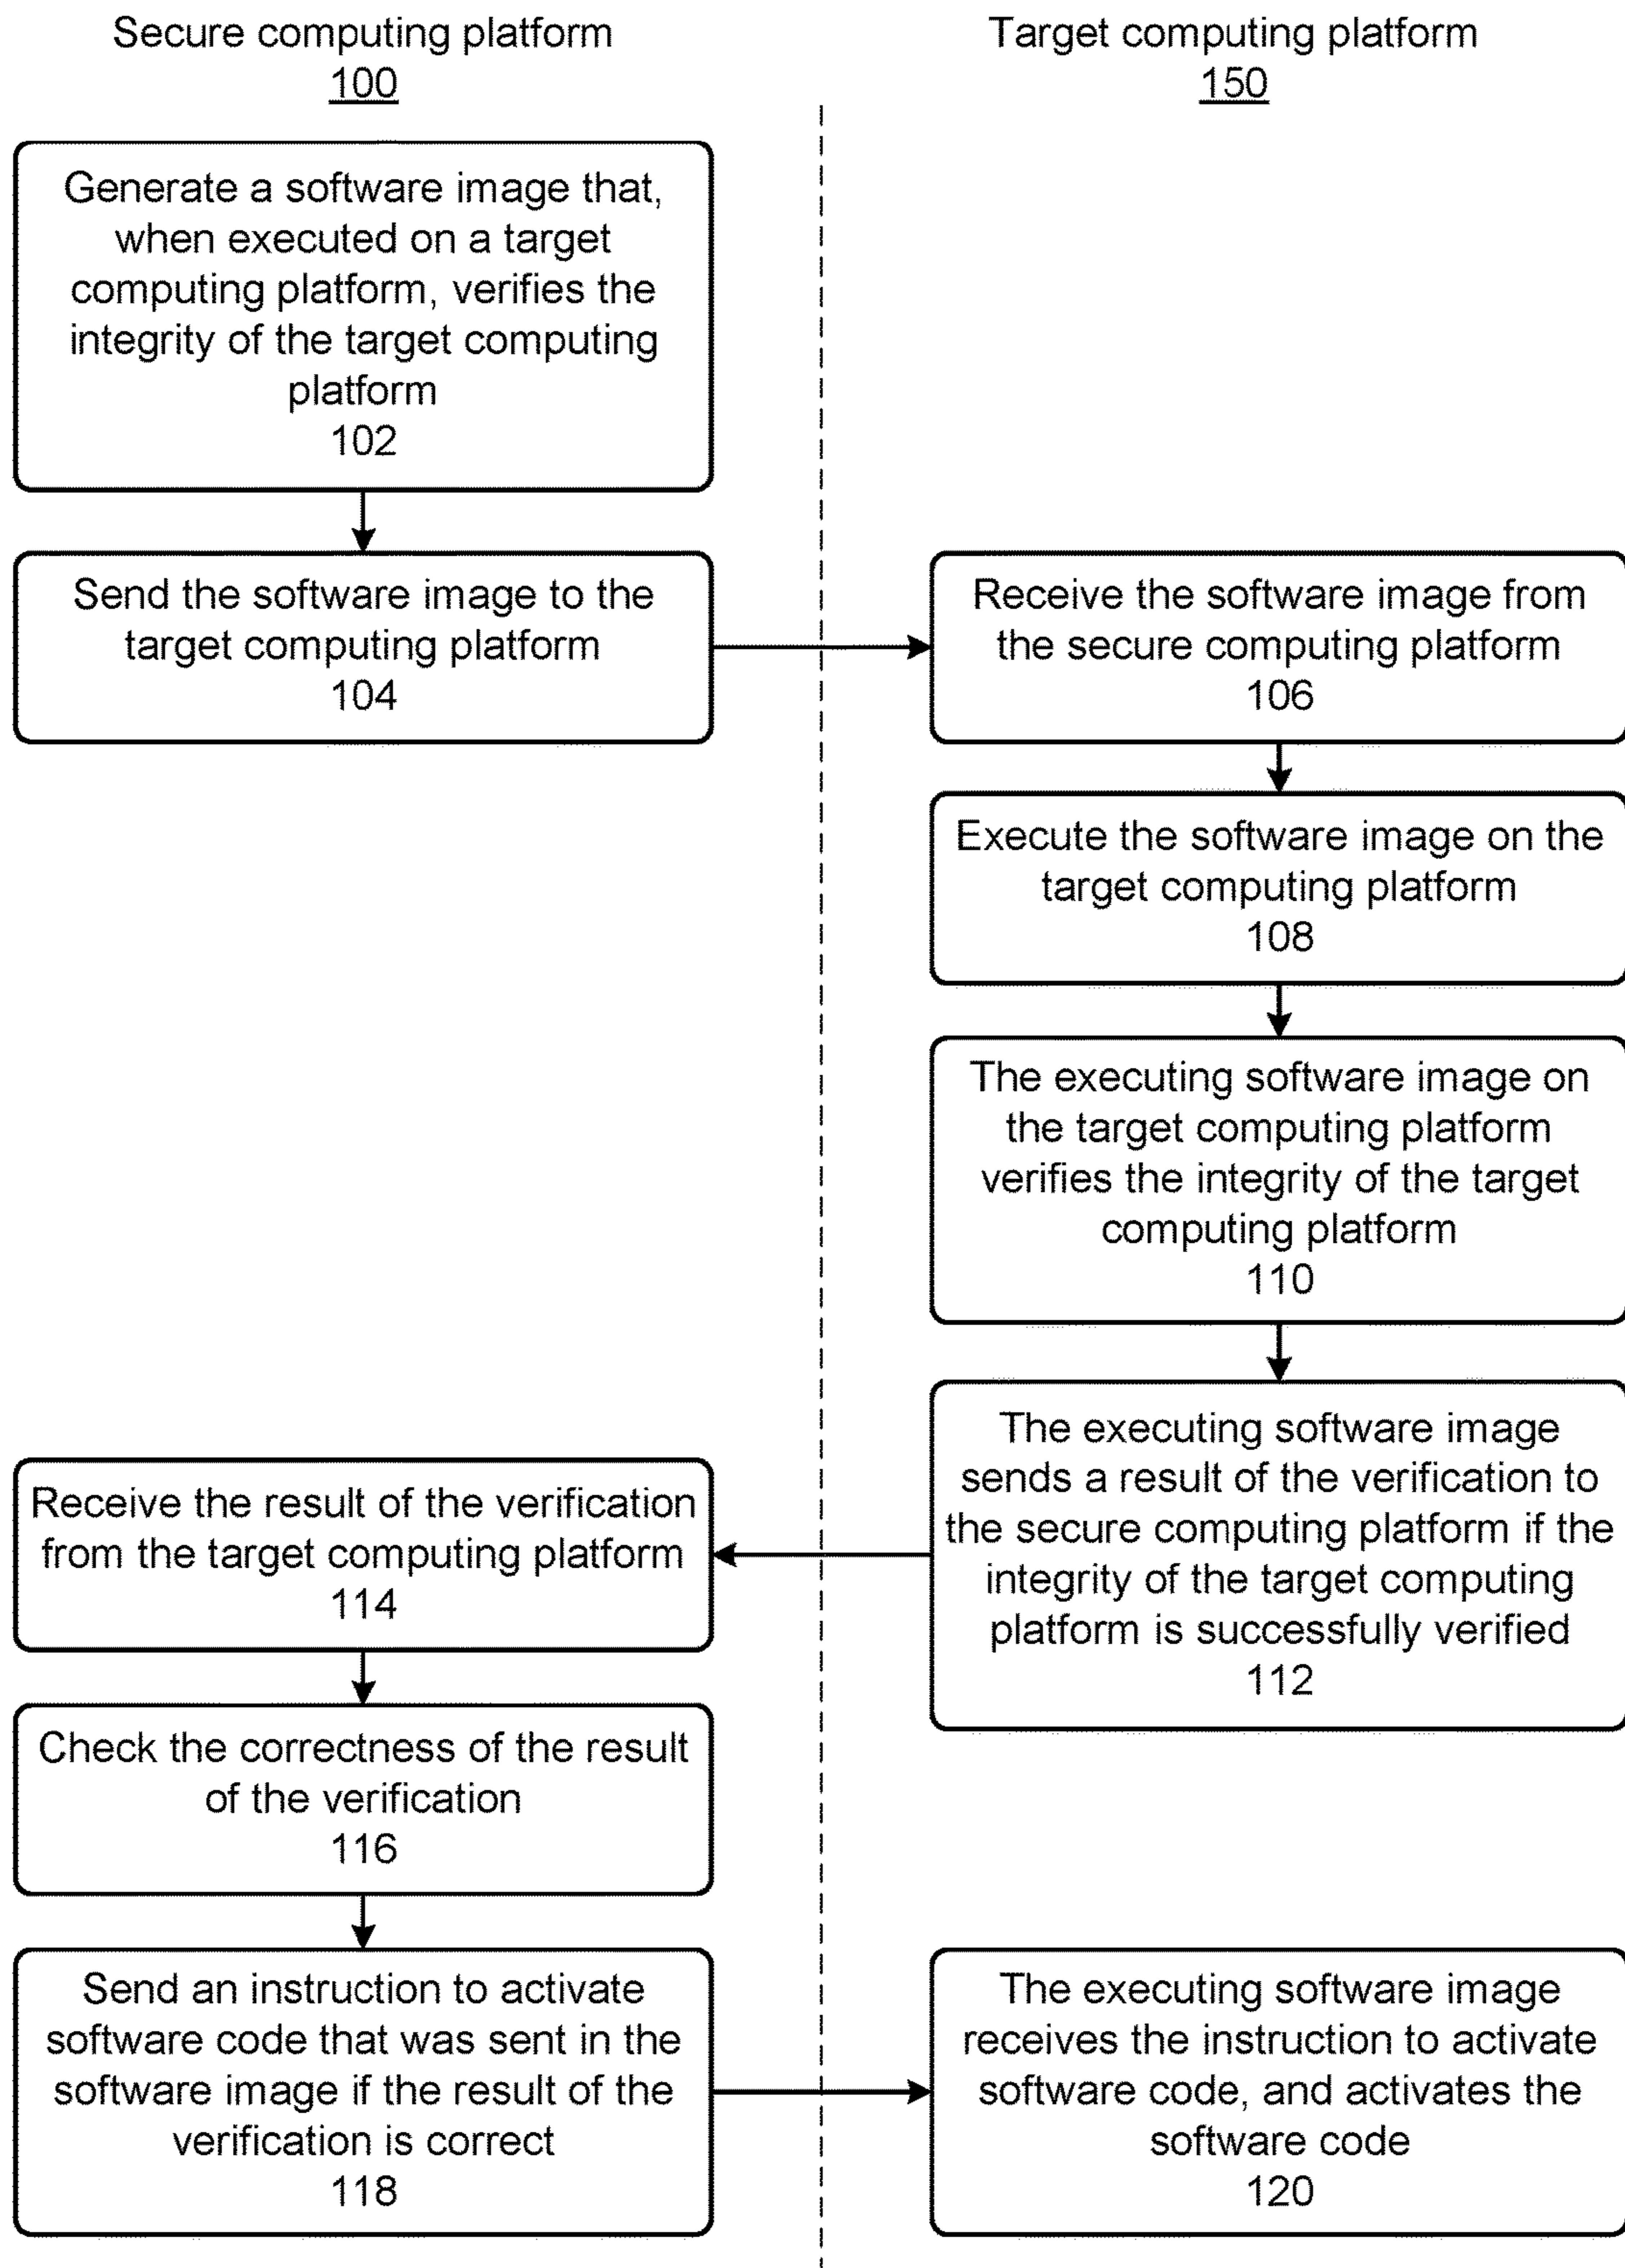 Secure computing platform
100
Target computing platform
150
Generate a software image that,
when executed on a target
computing platform, verifies the
integrity of the target computing
platform
102
Send the software image to the
target computing platform
104
Receive the software image from
the secure computing platform
106
Execute the software image on the
target computing platform
108
The executing software image on
the target computing platform
verifies the integrity of the target
computing platform
110
The executing software image
sends a result of the verification to
the secure computing platform if the
integrity of the target computing
platform is successfully verified
112
Receive the result of the verification
from the target computing platform
114
Check the correctness of the result
of the verification
116
Send an instruction to activate
software code that was sent in the
software image if the result of the
verification is correct
118
The executing software image
receives the instruction to activate
software code, and activates the
software code
120